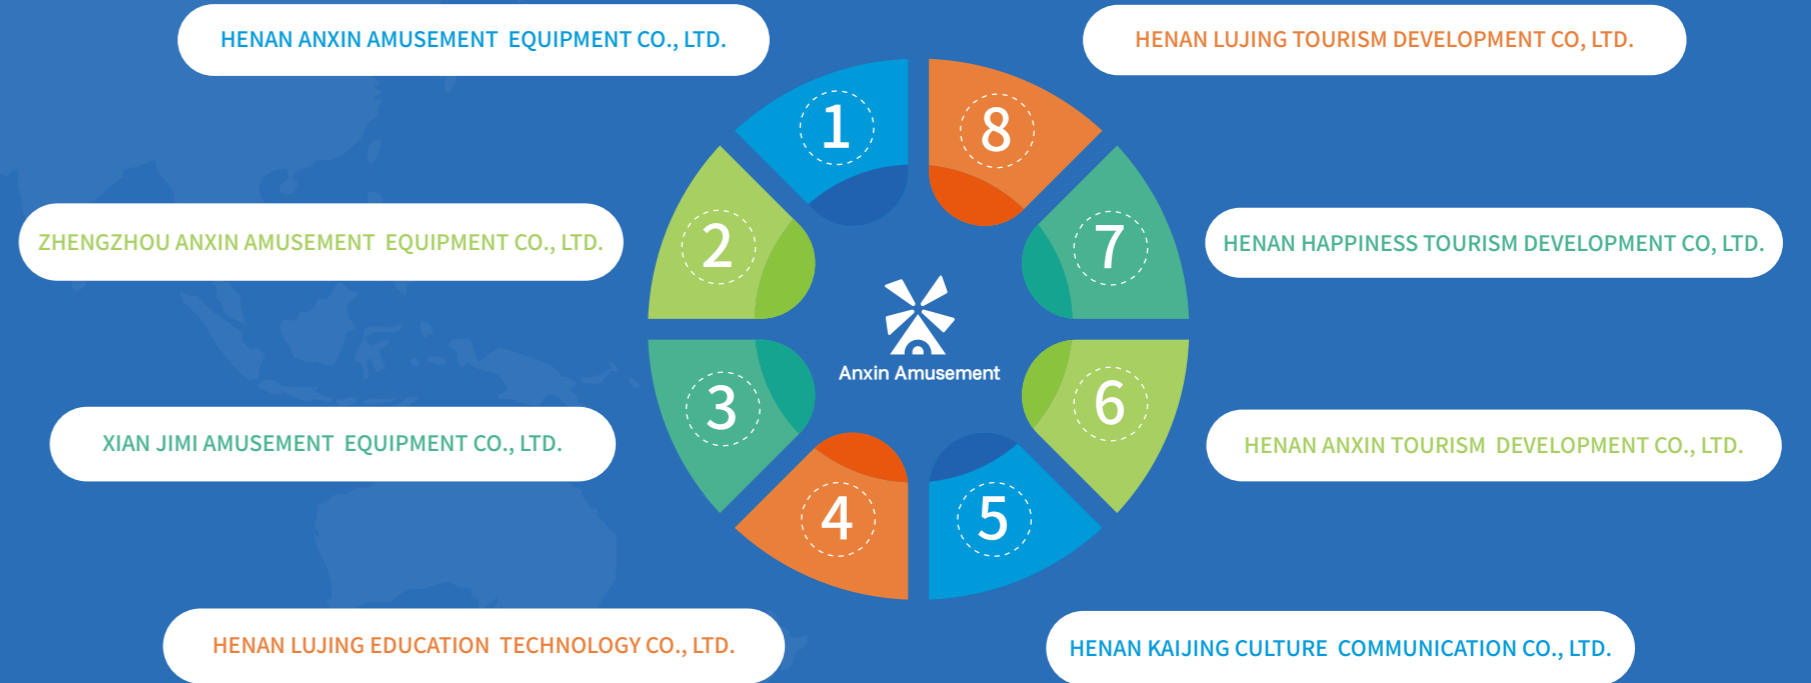 HENAN ANXIN AMUSEMENT  EQUIPMENT CO., LTD.
HENAN LUJING TOURISM DEVELOPMENT CO, LTD.
1
8
ZHENGZHOU ANXIN AMUSEMENT  EQUIPMENT CO., LTD.
2
7
HENAN HAPPINESS TOURISM DEVELOPMENT CO, LTD.
Anxin Amusement
XIAN JIMI AMUSEMENT  EQUIPMENT CO., LTD.
3
6
HENAN ANXIN TOURISM  DEVELOPMENT CO., LTD.
4
5
HENAN LUJING EDUCATION  TECHNOLOGY CO., LTD.
HENAN KAIJING CULTURE  COMMUNICATION CO., LTD.